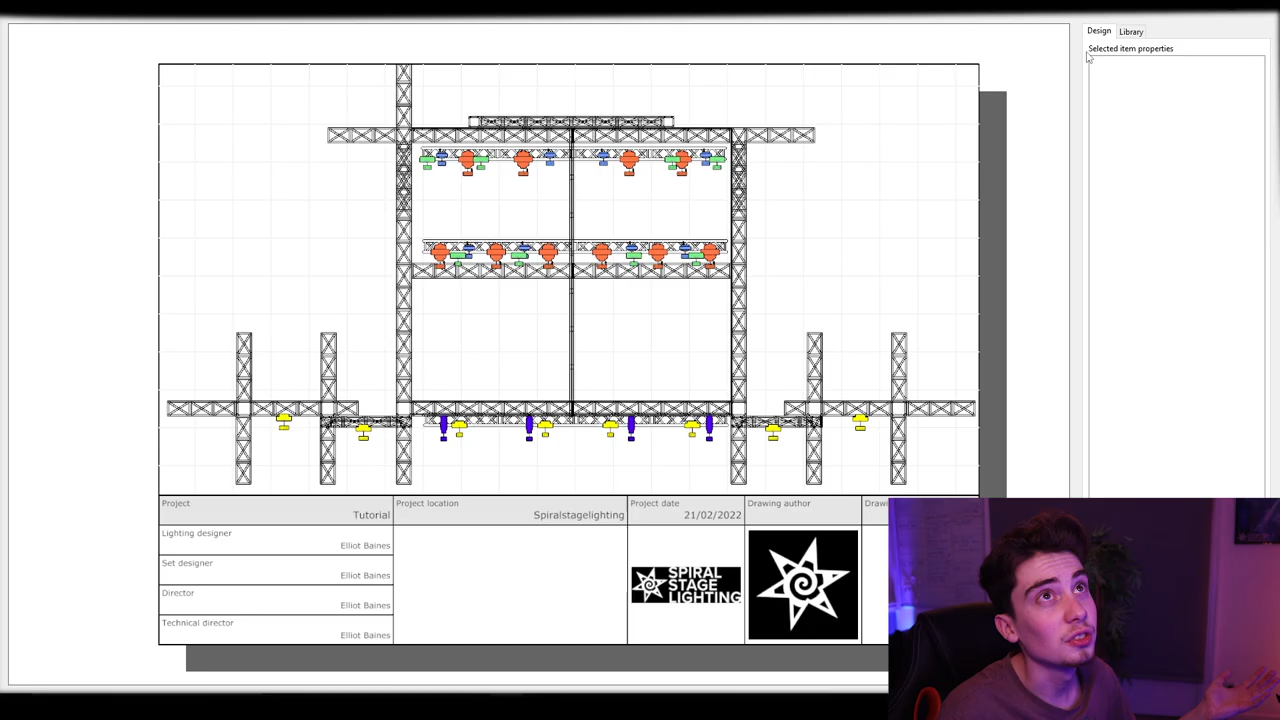 Design
Library
Selected item properties
Project
Tutorial
Project location
Spiralstagelighting
Project date
21/02/2022
Drawing author
Lighting designer
Elliot Baines
Set designer
Elliot Baines
Director
Elliot Baines
Technical director
Elliot Baines
SPIRAL
STAGE
LIGHTING